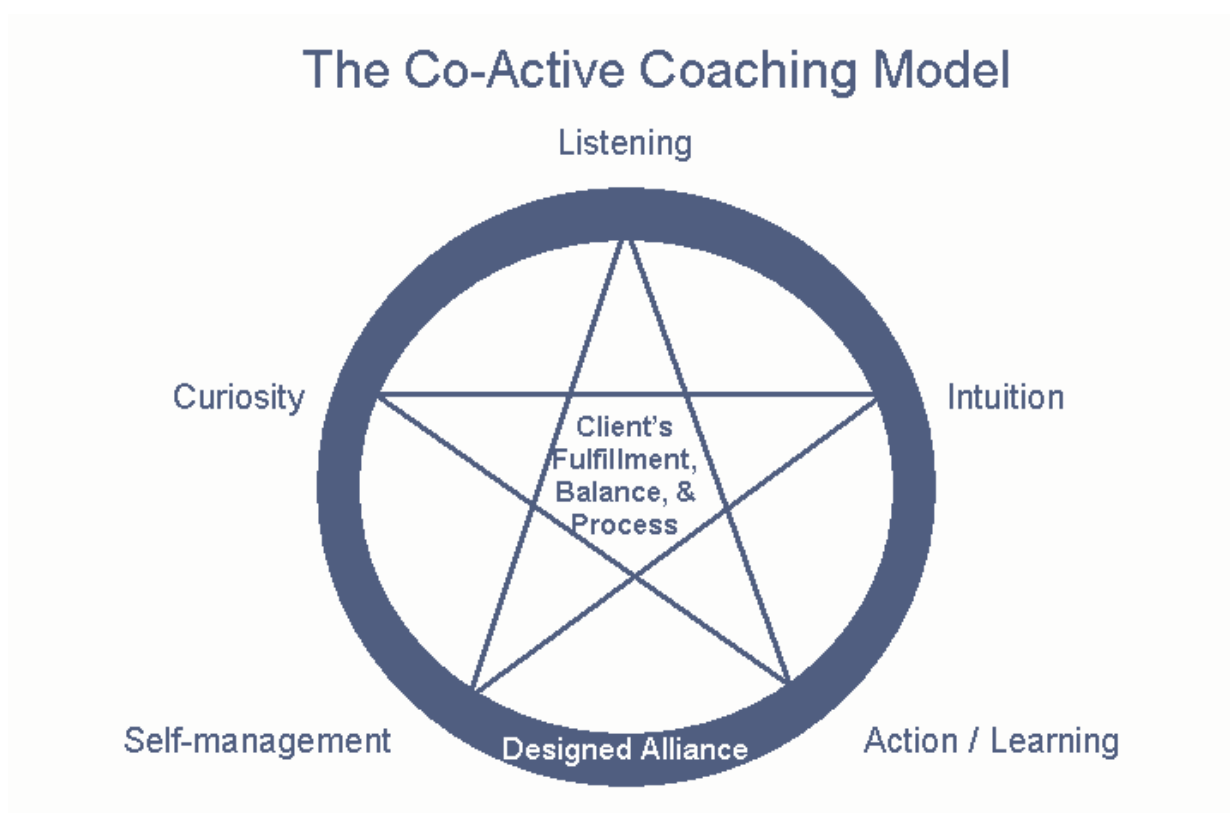 The Co-Active Coaching Model
Listening
Curiosity
Intuition
Client’s
Fulfillment,
Balance, &
Process
Self-management
Designed Alliance
Action / Learning